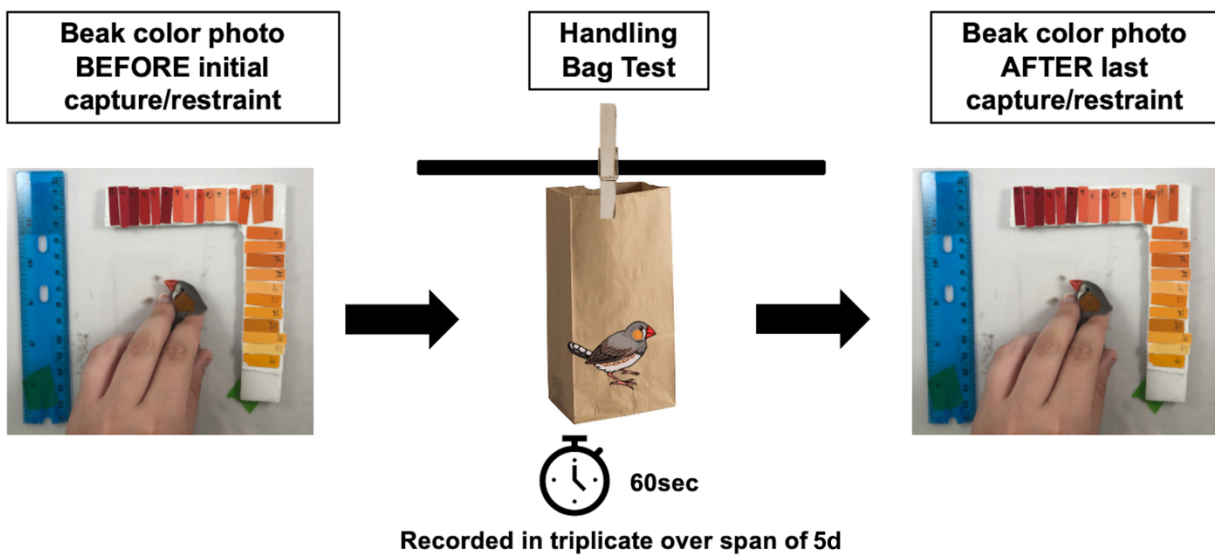 Beak color photo
BEFORE initial
capture/restraint
Handling
Bag Test
Beak color photo
AFTER last
capture/restraint
60sec
Recorded in triplicate over span of 5d